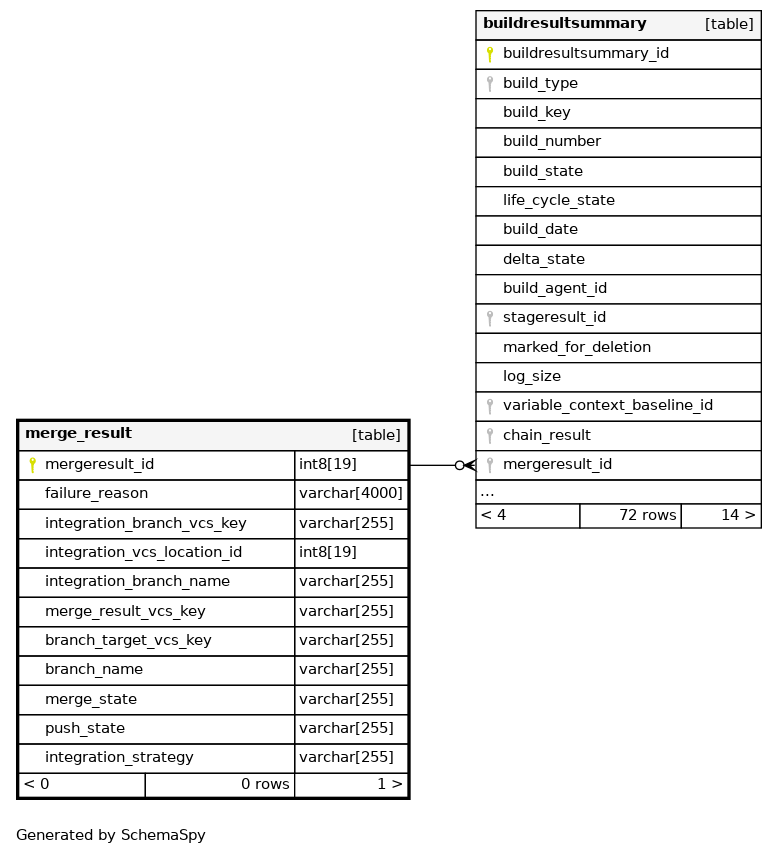 buildresultsummary [table]
buildresultsummary_id
build_type
build_key
build_number
build_state
life_cycle_state
build_date
delta_state
build_agent_id
stageresult_id
marked_for_deletion
log_size
variable_context_baseline_id
chain_result
mergeresult_id
...
< 4 72 rows 14 >
merge_result [table]
mergeresult_id int8[19]
failure_reason varchar[4000]
integration_branch_vcs_key varchar[255]
integration_vcs_location_id int8[19]
integration_branch_name varchar[255]
merge_result_vcs_key varchar[255]
branch_target_vcs_key varchar[255]
branch_name varchar[255]
merge_state varchar[255]
push_state varchar[255]
integration_strategy varchar[255]
< 0 0 rows 1 >
Generated by SchemaSpy